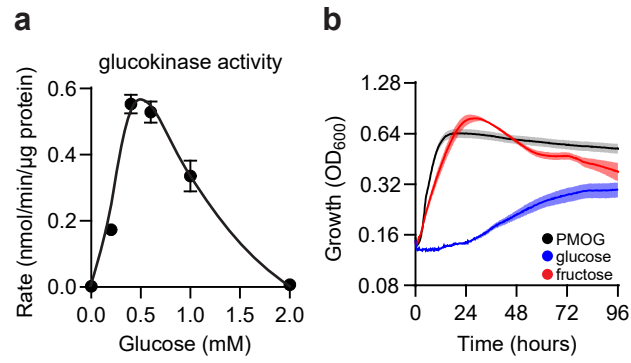 a
glucokinase activity
Rate (nmol/min/µg protein)
0.6
0.4
0.2
0.0
0.0 0.5 1.0 1.5 2.0
Glucose (mM)
b
Growth (OD600)
1.28
0.64
0.32
0.16
0.08
PMOG
glucose
fructose
0 24 48 72 96
Time (hours)